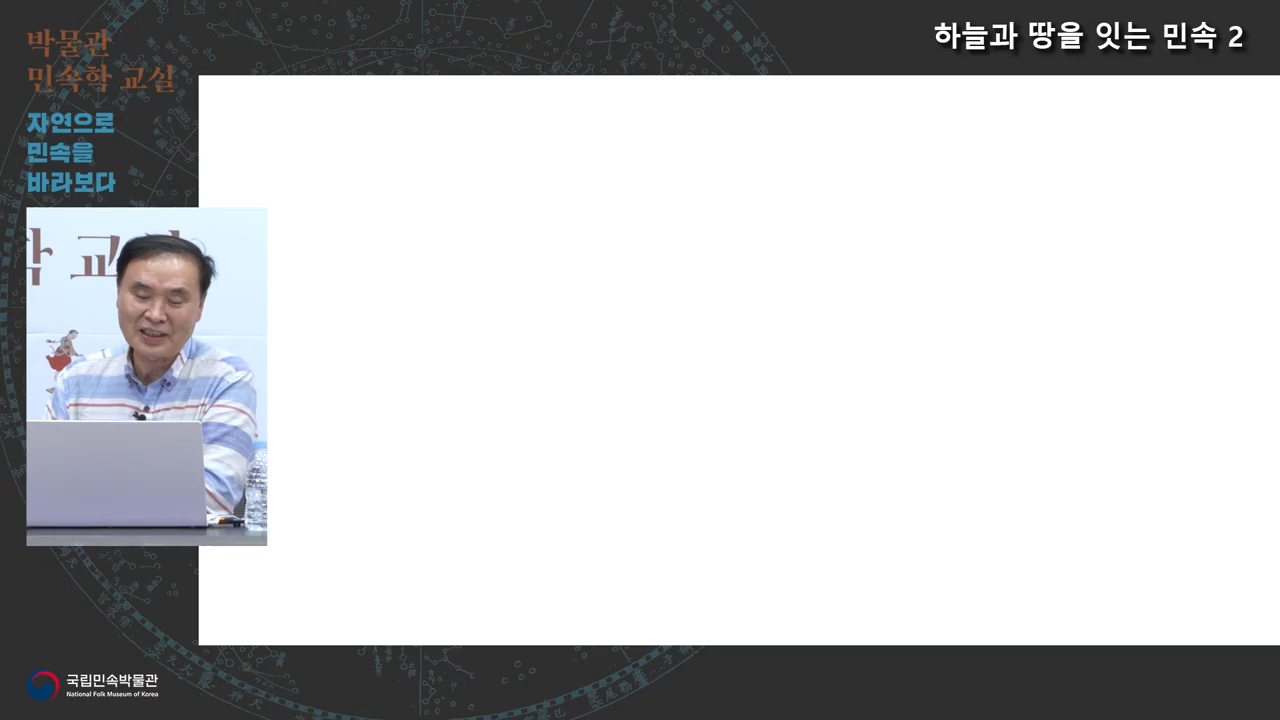 박물관
민속학 교실
자연으로
민속을
바라보다
하늘과 땅을 잇는 민속 2
학 교
국립민속박물관
National Folk Museum of Korea